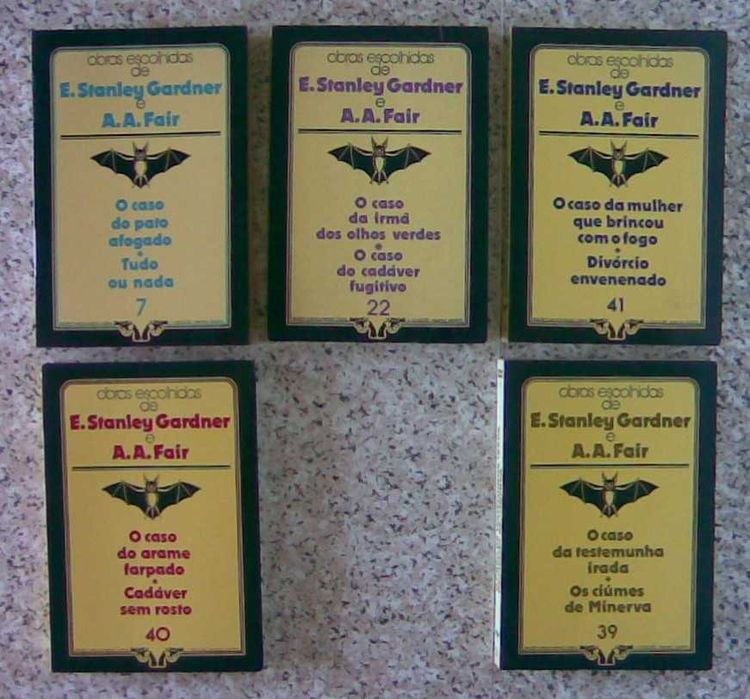 obras escolhidas
de
E. Stanley Gardner
e
A. A. Fair
O caso
do pato
afogado
Tudo
ou nada
7
obras escolhidas
de
E. Stanley Gardner
e
A. A. Fair
O caso
da irmã
dos olhos verdes
O caso
do cadáver
fugitivo
22
obras escolhidas
de
E. Stanley Gardner
e
A. A. Fair
O caso da mulher
que brincou
com o fogo
Divórcio
envenenado
41
obras escolhidas
de
E. Stanley Gardner
e
A. A. Fair
O caso
do arame
farpado
Cadáver
sem rosto
40
obras escolhidas
de
E. Stanley Gardner
e
A. A. Fair
O caso
da testemunha
irada
Os ciúmes
de Minerva
39